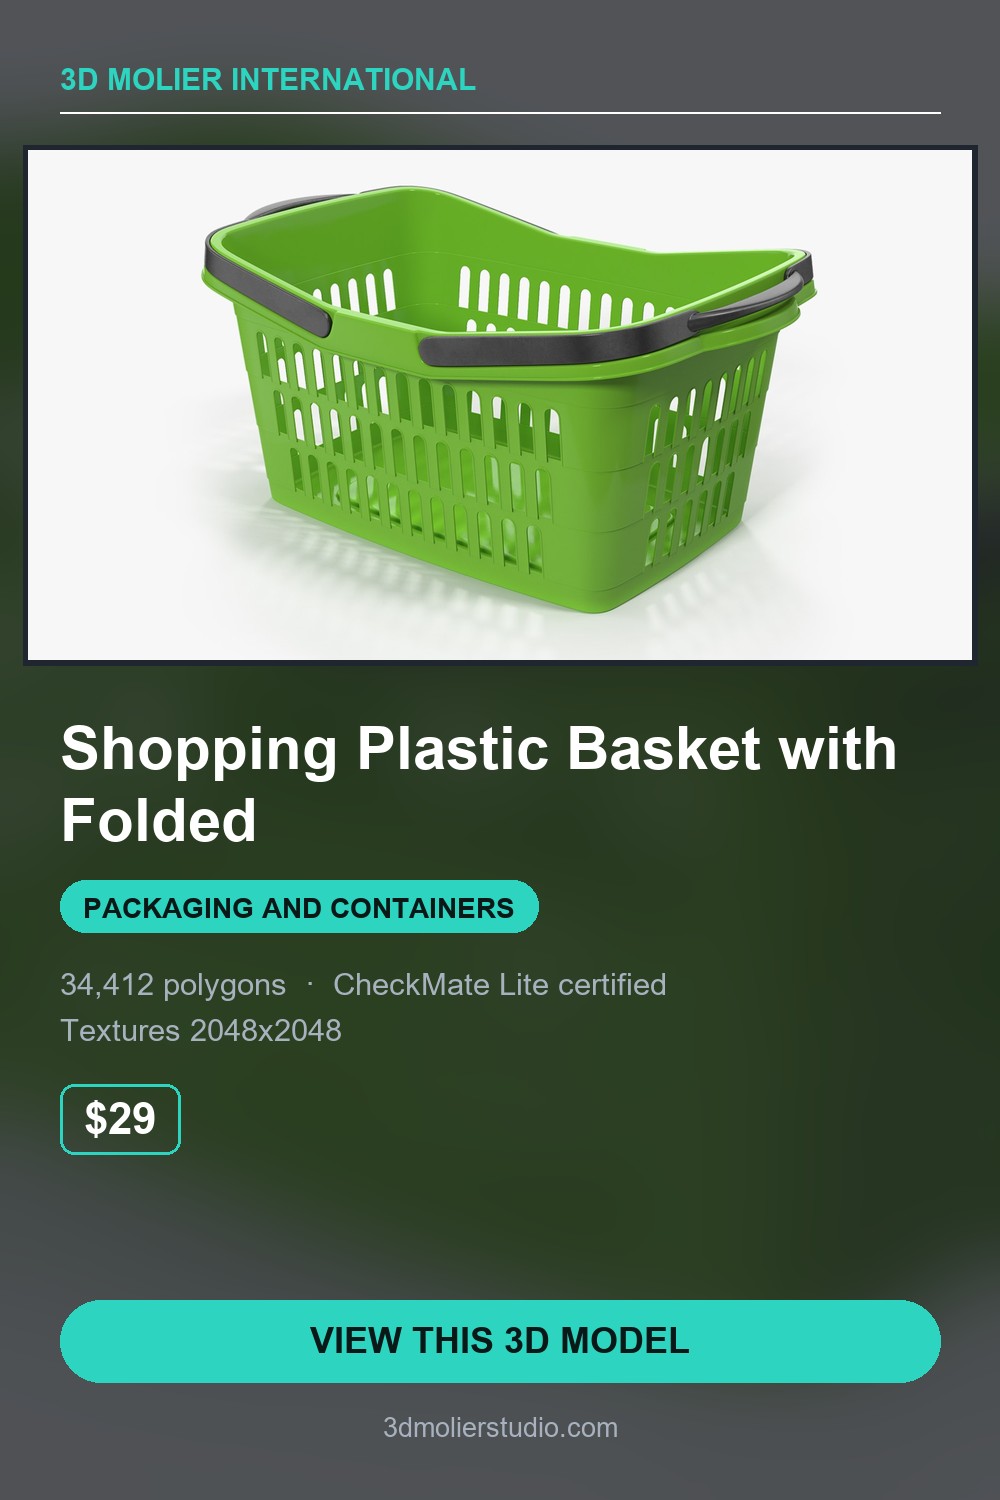 3D MOLIER INTERNATIONAL
Shopping Plastic Basket with
Folded
PACKAGING AND CONTAINERS
34,412 polygons · CheckMate Lite certified
Textures 2048x2048
$29
VIEW THIS 3D MODEL
3dmolierstudio.com